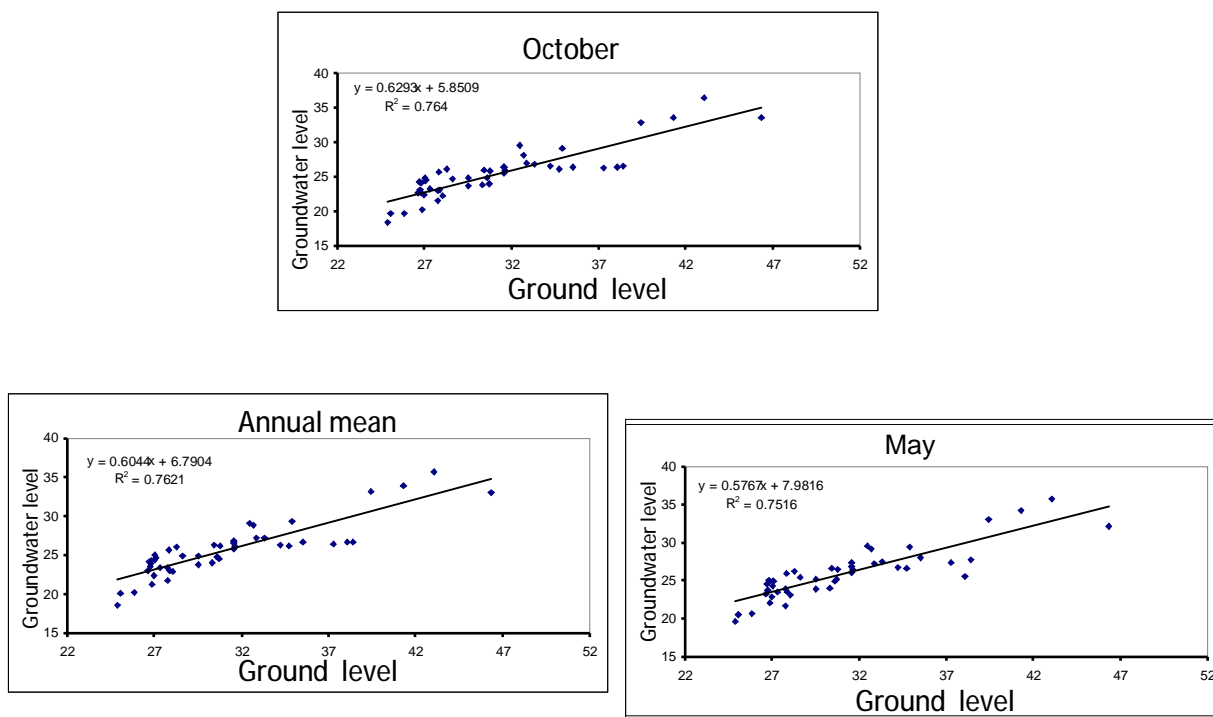 October
y = 0.6293x + 5.8509
R² = 0.764
Groundwater level
40
35
30
25
20
15
22 27 32 37 42 47 52
Ground level
Annual mean
y = 0.6044x + 6.7904
R² = 0.7621
Groundwater level
40
35
30
25
20
15
22 27 32 37 42 47 52
Ground level
May
y = 0.5767x + 7.9816
R² = 0.7516
Groundwater level
40
35
30
25
20
15
22 27 32 37 42 47 52
Ground level